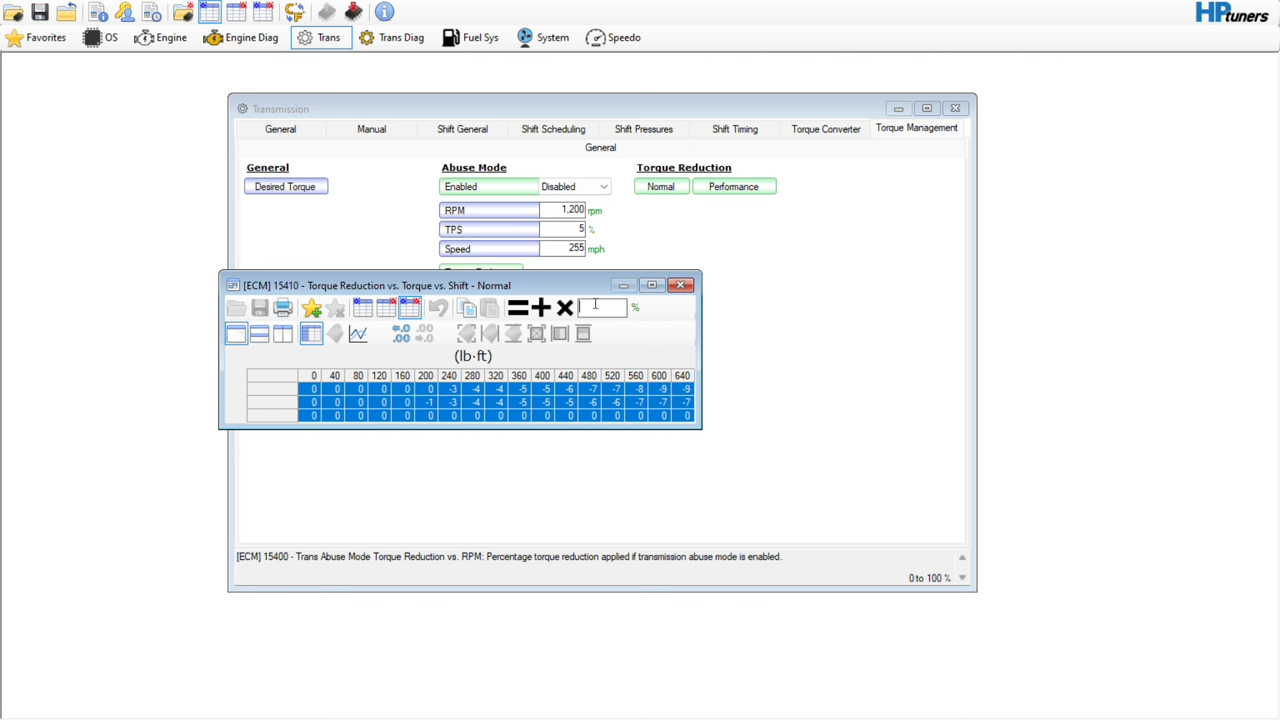 HPtuners
Favorites OS Engine Engine Diag Trans Trans Diag Fuel Sys System Speedo
Transmission
General Manual Shift General Shift Scheduling Shift Pressures Shift Timing Torque Converter Torque Management
General
General Abuse Mode Torque Reduction
Desired Torque Enabled Disabled Normal Performance
RPM 1,200 rpm
TPS 5 %
Speed 255 mph
[ECM] 15410 - Torque Reduction vs. Torque vs. Shift - Normal
%
(lb·ft)
0 40 80 120 160 200 240 280 320 360 400 440 480 520 560 600 640
0 0 0 0 0 0 -3 -4 -4 -5 -5 -6 -7 -7 -8 -9 -9
0 0 0 0 0 -1 -3 -4 -4 -5 -5 -5 -6 -6 -7 -7 -7
0 0 0 0 0 0 0 0 0 0 0 0 0 0 0 0 0
[ECM] 15400 - Trans Abuse Mode Torque Reduction vs. RPM: Percentage torque reduction applied if transmission abuse mode is enabled.
0 to 100 %